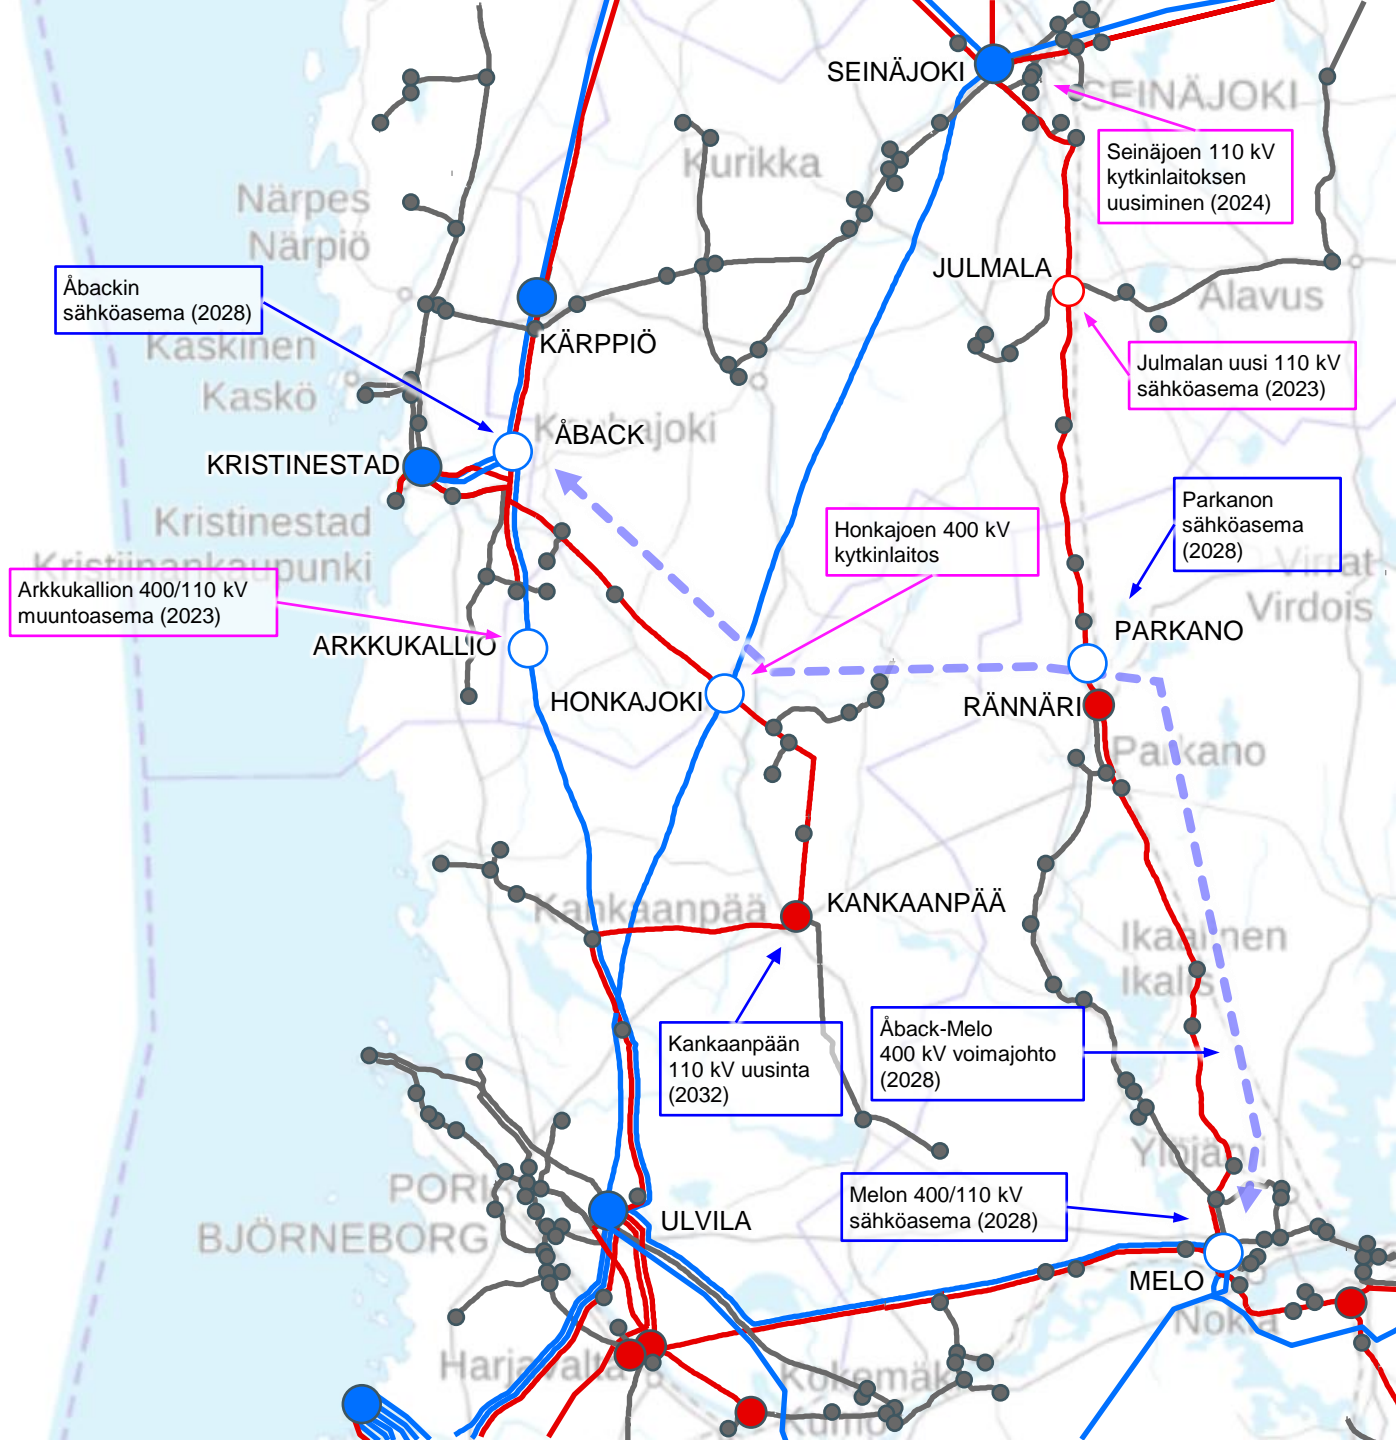 SEINÄJOKI
SEINÄJOKI
Seinäjoen 110 kV
kytkinlaitoksen
uusiminen (2024)
Kurikka
Närpes
Närpiö
JULMALA
Alavus
Åbackin
sähköasema (2028)
KÄRPPIÖ
Kaskinen
Kaskö
Julmalan uusi 110 kV
sähköasema (2023)
ÅBACK
KRISTINESTAD
Parkanon
sähköasema
(2028)
Kristinestad
Kristiinankaupunki
Honkajoen 400 kV
kytkinlaitos
Virrat
Virdois
Arkkukallion 400/110 kV
muuntoasema (2023)
ARKKUKALLIO
PARKANO
HONKAJOKI
RÄNNÄRI
Parkano
Kankaanpää
KANKAANPÄÄ
Ikaalinen
Ikalis
Kankaanpään
110 kV uusinta
(2032)
Åback-Melo
400 kV voimajohto
(2028)
Ylöjärvi
PORI
BJÖRNEBORG
ULVILA
Melon 400/110 kV
sähköasema (2028)
MELO
Nokia
Harjavalta
Kokemäki
Kumo